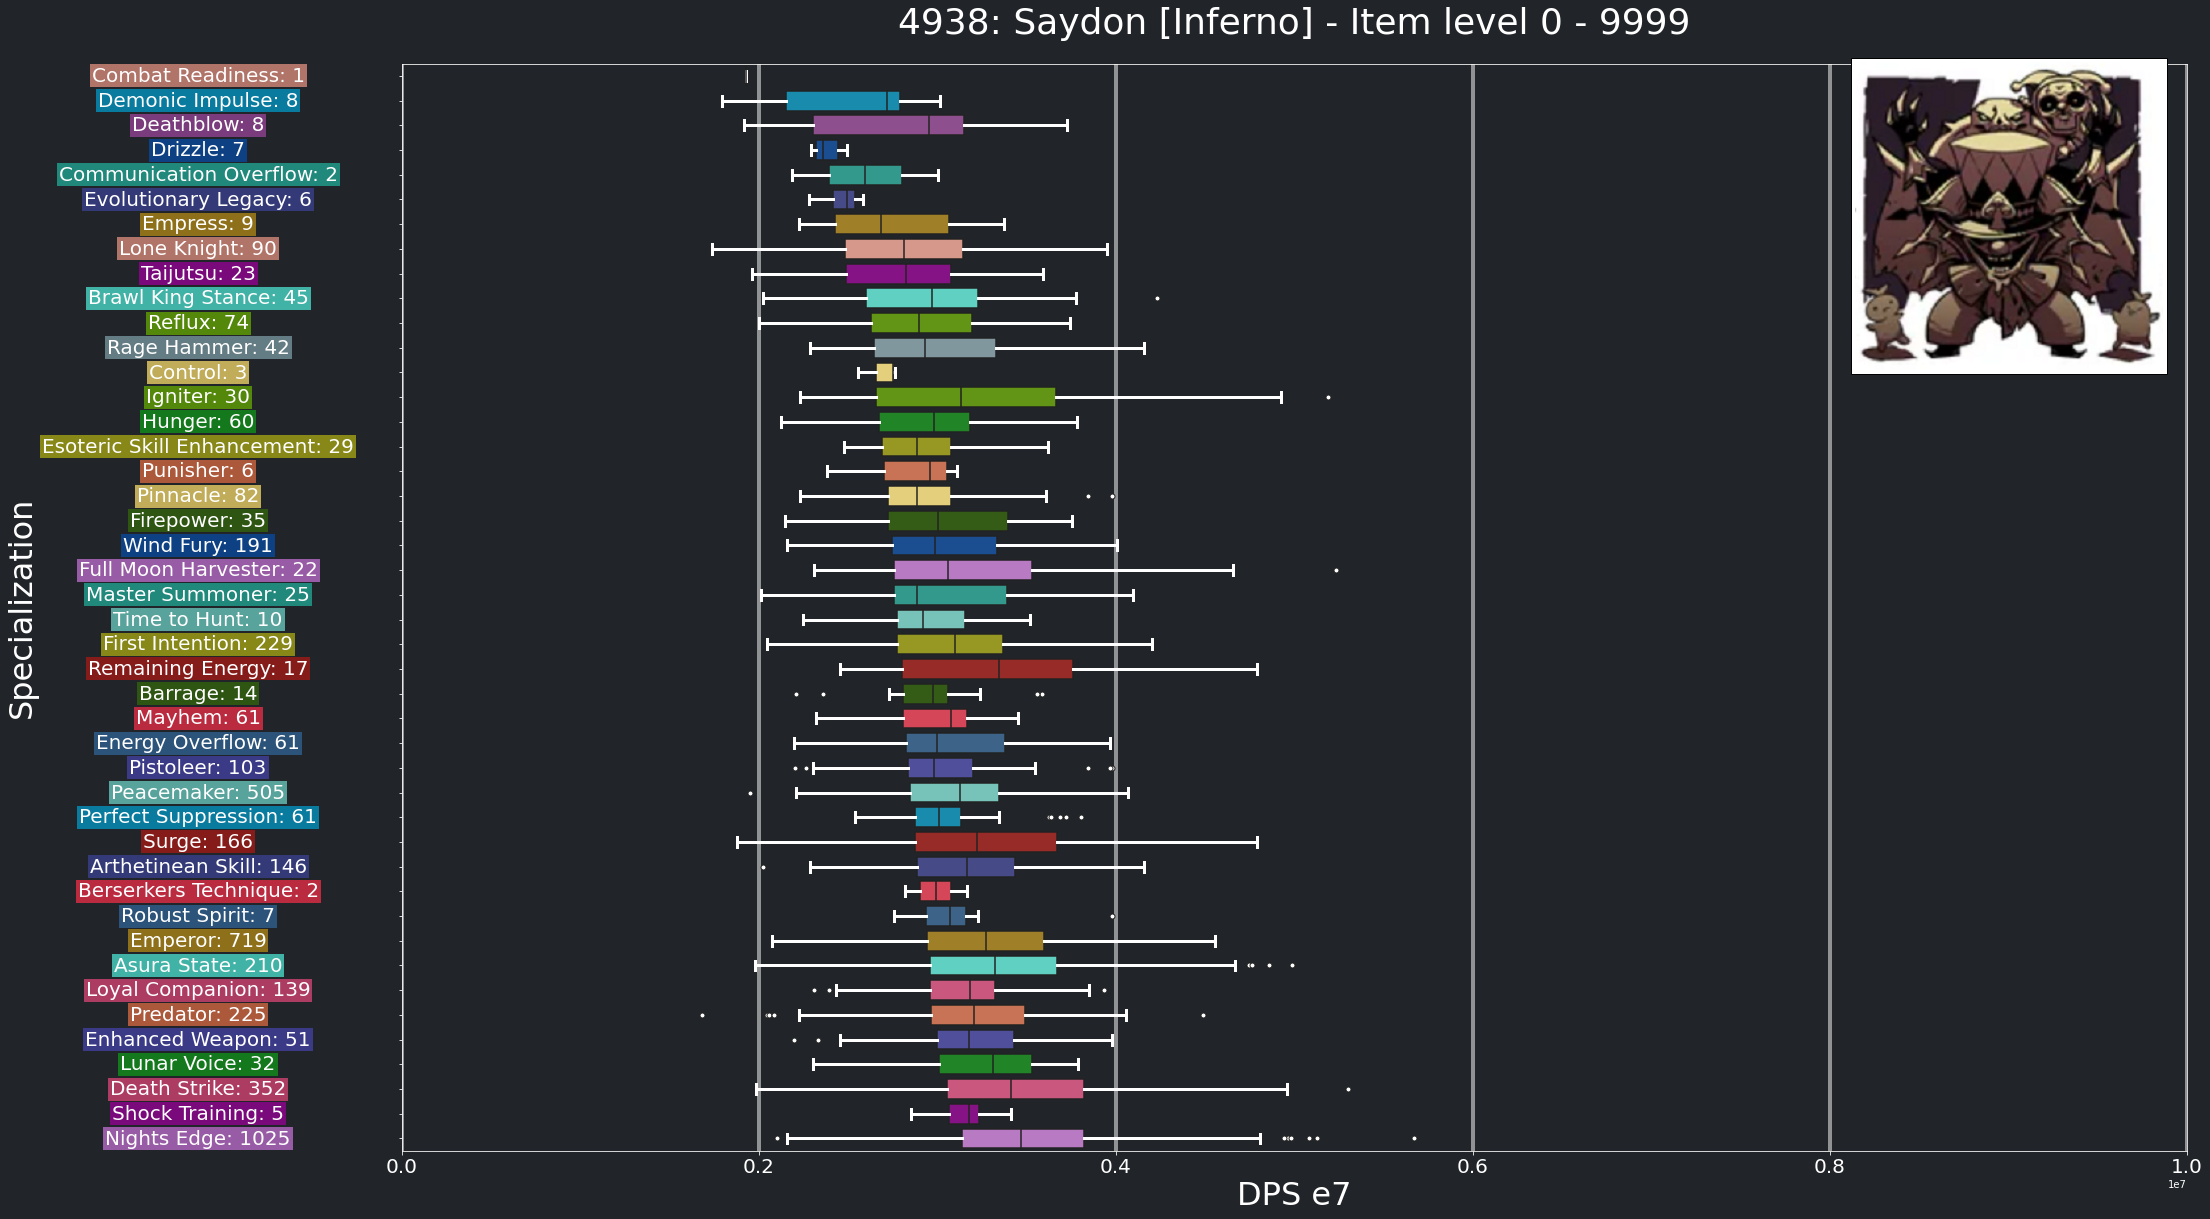 4938: Saydon [Inferno] - Item level 0 - 9999
Specialization
Combat Readiness: 1
Demonic Impulse: 8
Deathblow: 8
Drizzle: 7
Communication Overflow: 2
Evolutionary Legacy: 6
Empress: 9
Lone Knight: 90
Taijutsu: 23
Brawl King Stance: 45
Reflux: 74
Rage Hammer: 42
Control: 3
Igniter: 30
Hunger: 60
Esoteric Skill Enhancement: 29
Punisher: 6
Pinnacle: 82
Firepower: 35
Wind Fury: 191
Full Moon Harvester: 22
Master Summoner: 25
Time to Hunt: 10
First Intention: 229
Remaining Energy: 17
Barrage: 14
Mayhem: 61
Energy Overflow: 61
Pistoleer: 103
Peacemaker: 505
Perfect Suppression: 61
Surge: 166
Arthetinean Skill: 146
Berserkers Technique: 2
Robust Spirit: 7
Emperor: 719
Asura State: 210
Loyal Companion: 139
Predator: 225
Enhanced Weapon: 51
Lunar Voice: 32
Death Strike: 352
Shock Training: 5
Nights Edge: 1025
0.0 0.2 0.4 0.6 0.8 1.0
1e7
DPS e7